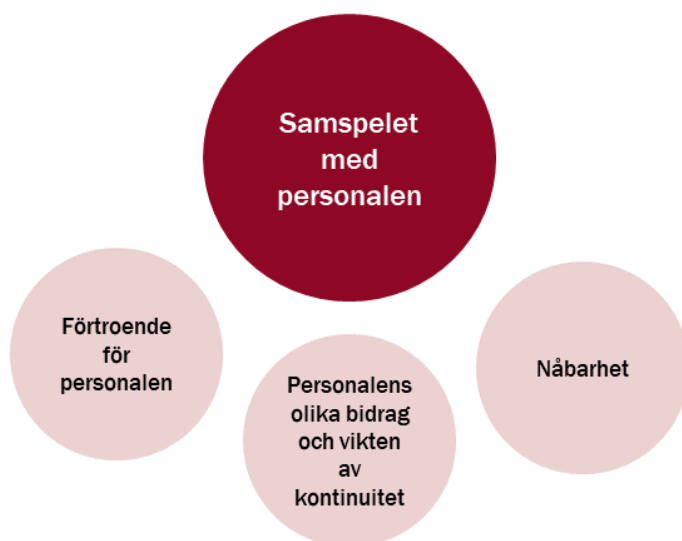 Samspelet
med
personalen
Förtroende
för
personalen
Personalens
olika bidrag
och vikten
av
kontinuitet
Nåbarhet